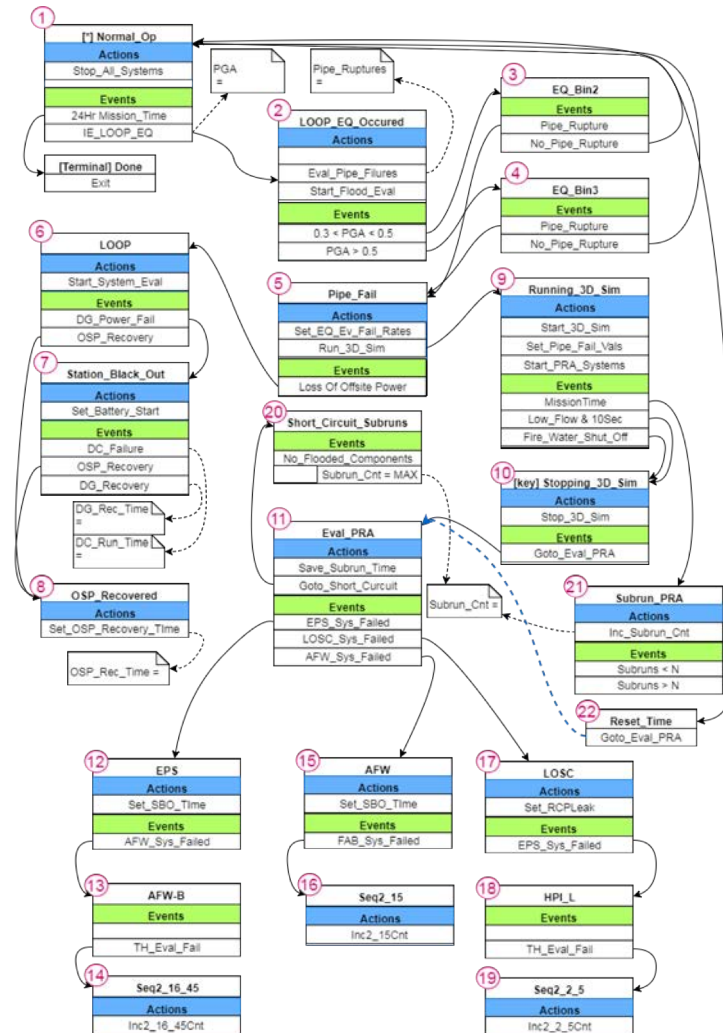 1
[*] Normal_Op
Actions
Stop_All_Systems
Events
24Hr Mission_Time
IE_LOOP_EQ
[Terminal] Done
Exit
PGA
=
Pipe_Ruptures
=
2
LOOP_EQ_Occured
Actions
Eval_Pipe_Filures
Start_Flood_Eval
Events
0.3 < PGA < 0.5
PGA > 0.5
3
EQ_Bin2
Events
Pipe_Rupture
No_Pipe_Rupture
4
EQ_Bin3
Events
Pipe_Rupture
No_Pipe_Rupture
5
Pipe_Fail
Actions
Set_EQ_Ev_Fail_Rates
Run_3D_Sim
Events
Loss Of Offsite Power
6
LOOP
Actions
Start_System_Eval
Events
DG_Power_Fail
OSP_Recovery
7
Station_Black_Out
Actions
Set_Battery_Start
Events
DC_Failure
OSP_Recovery
DG_Recovery
DG_Rec_Time
=
DC_Run_Time
=
8
OSP_Recovered
Actions
Set_OSP_Recovery_TIme
OSP_Rec_Time =
9
Running_3D_Sim
Actions
Start_3D_Sim
Set_Pipe_Fail_Vals
Start_PRA_Systems
Events
MissionTime
Low_Flow & 10Sec
Fire_Water_Shut_Off
10
[key] Stopping_3D_Sim
Actions
Stop_3D_Sim
Events
Goto_Eval_PRA
20
Short_Circuit_Subruns
Events
No_Flooded_Components
Subrun_Cnt = MAX
11
Eval_PRA
Actions
Save_Subrun_Time
Goto_Short_Curcuit
Events
EPS_Sys_Failed
LOSC_Sys_Failed
AFW_Sys_Failed
Subrun_Cnt =
21
Subrun_PRA
Actions
Inc_Subrun_Cnt
Events
Subruns < N
Subruns > N
22
Reset_Time
Goto_Eval_PRA
12
EPS
Actions
Set_SBO_TIme
Events
AFW_Sys_Failed
13
AFW-B
Events
TH_Eval_Fail
14
Seq2_16_45
Actions
Inc2_16_45Cnt
15
AFW
Actions
Set_SBO_TIme
Events
FAB_Sys_Failed
16
Seq2_15
Actions
Inc2_15Cnt
17
LOSC
Actions
Set_RCPLeak
Events
EPS_Sys_Failed
18
HPI_L
Events
TH_Eval_Fail
19
Seq2_2_5
Actions
Inc2_2_5Cnt